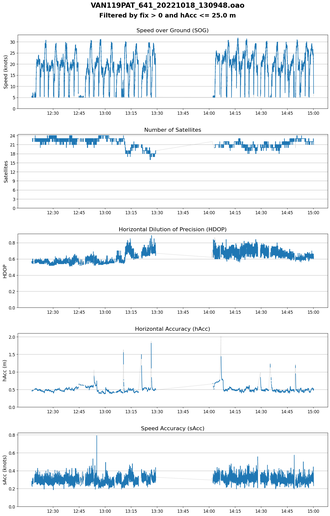 VAN119PAT_641_20221018_130948.oao
Filtered by fix > 0 and hAcc <= 25.0 m
Speed over Ground (SOG)
Speed (knots)
30
25
20
15
10
5
0
12:30 12:45 13:00 13:15 13:30 13:45 14:00 14:15 14:30 14:45 15:00
Number of Satellites
Satellites
24
21
18
15
12
9
6
3
0
12:30 12:45 13:00 13:15 13:30 13:45 14:00 14:15 14:30 14:45 15:00
Horizontal Dilution of Precision (HDOP)
HDOP
0.8
0.6
0.4
0.2
0.0
12:30 12:45 13:00 13:15 13:30 13:45 14:00 14:15 14:30 14:45 15:00
Horizontal Accuracy (hAcc)
hAcc (m)
2.0
1.5
1.0
0.5
0.0
12:30 12:45 13:00 13:15 13:30 13:45 14:00 14:15 14:30 14:45 15:00
Speed Accuracy (sAcc)
sAcc (knots)
0.8
0.6
0.4
0.2
0.0
12:30 12:45 13:00 13:15 13:30 13:45 14:00 14:15 14:30 14:45 15:00